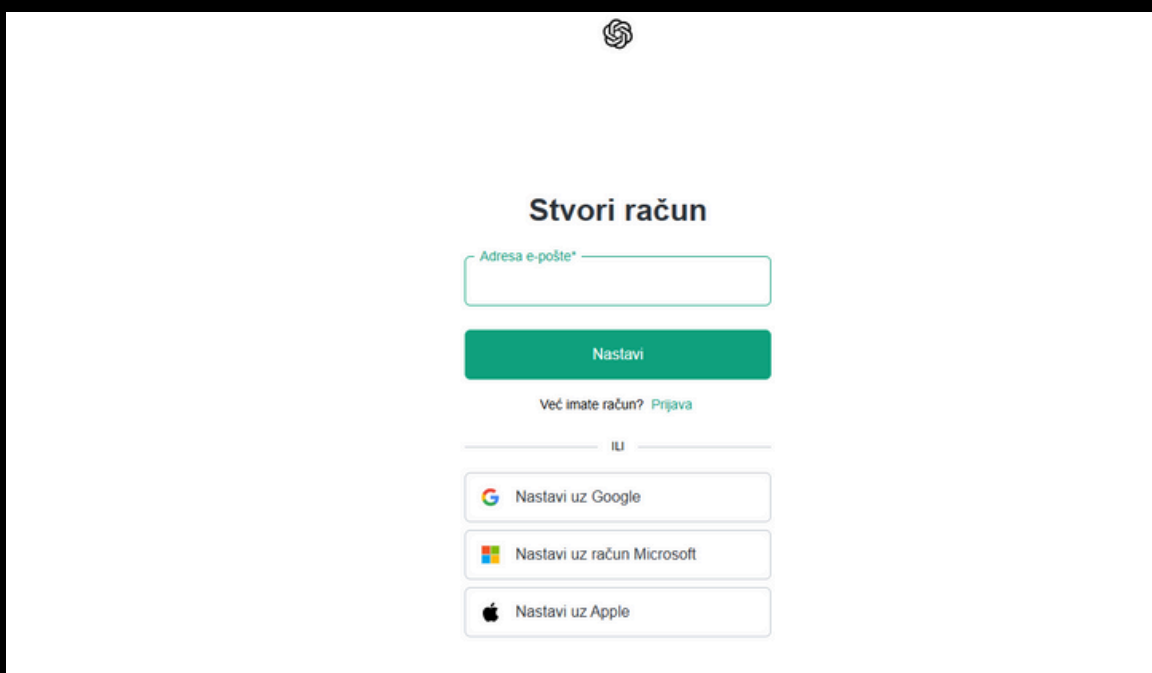 Stvori račun
Adresa e-pošte*
Nastavi
Već imate račun? Prijava
ILI
Nastavi uz Google
Nastavi uz račun Microsoft
Nastavi uz Apple